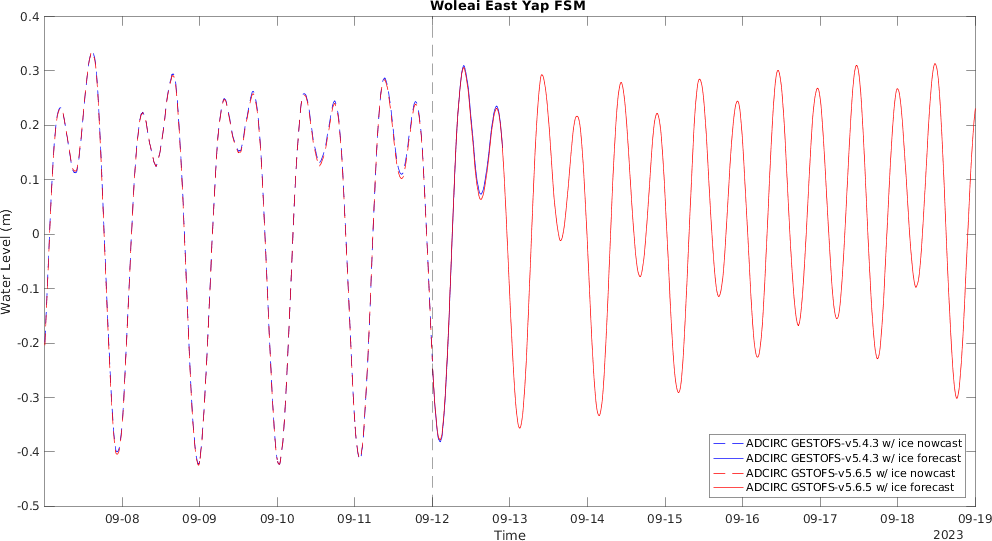 Woleai East Yap FSM
Water Level (m)
0.4
0.3
0.2
0.1
0
-0.1
-0.2
-0.3
-0.4
-0.5
ADCIRC GESTOFS-v5.4.3 w/ ice nowcast
ADCIRC GESTOFS-v5.4.3 w/ ice forecast
ADCIRC GSTOFS-v5.6.5 w/ ice nowcast
ADCIRC GSTOFS-v5.6.5 w/ ice forecast
09-08 09-09 09-10 09-11 09-12 09-13 09-14 09-15 09-16 09-17 09-18 09-19
Time
2023